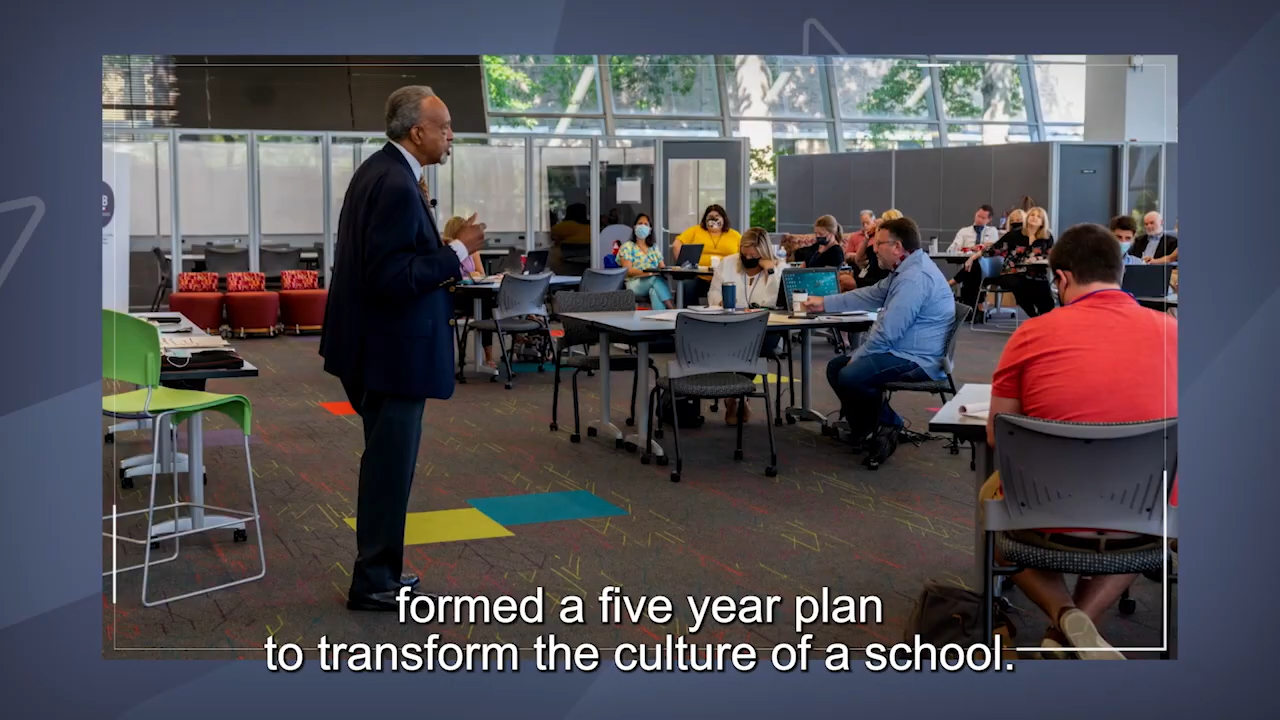 formed a five year plan
to transform the culture of a school.